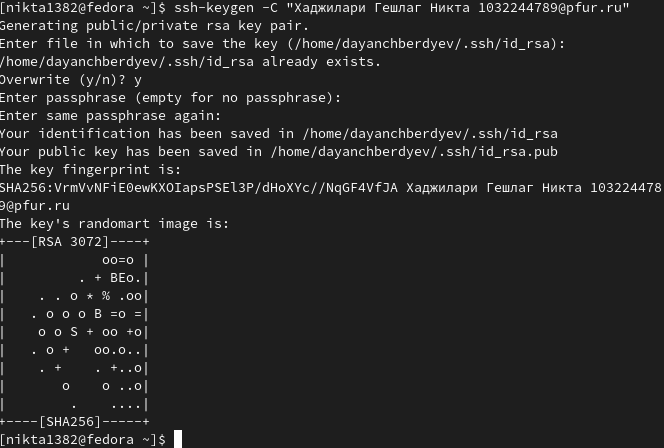 [nikta1382@fedora ~]$ ssh-keygen -C "Хаджилари Гешлаг Никта 1032244789@pfur.ru"
Generating public/private rsa key pair.
Enter file in which to save the key (/home/dayanchberdyev/.ssh/id_rsa):
/home/dayanchberdyev/.ssh/id_rsa already exists.
Overwrite (y/n)? y
Enter passphrase (empty for no passphrase):
Enter same passphrase again:
Your identification has been saved in /home/dayanchberdyev/.ssh/id_rsa
Your public key has been saved in /home/dayanchberdyev/.ssh/id_rsa.pub
The key fingerprint is:
SHA256:VrmVvNFiE0ewKXOIapsPSEl3P/dHoXYc//NqGF4VfJA Хаджилари Гешлаг Никта 103224478
9@pfur.ru
The key's randomart image is:
+---[RSA 3072]----+
|            oo=o |
|         . + BEo.|
|    . . o * % .oo|
|   . o o o B =o =|
|    o o S + oo +o|
|   . o +   oo.o..|
|    . +    . +..o|
|       o    o ..o|
|        .    ....|
+----[SHA256]-----+
[nikta1382@fedora ~]$